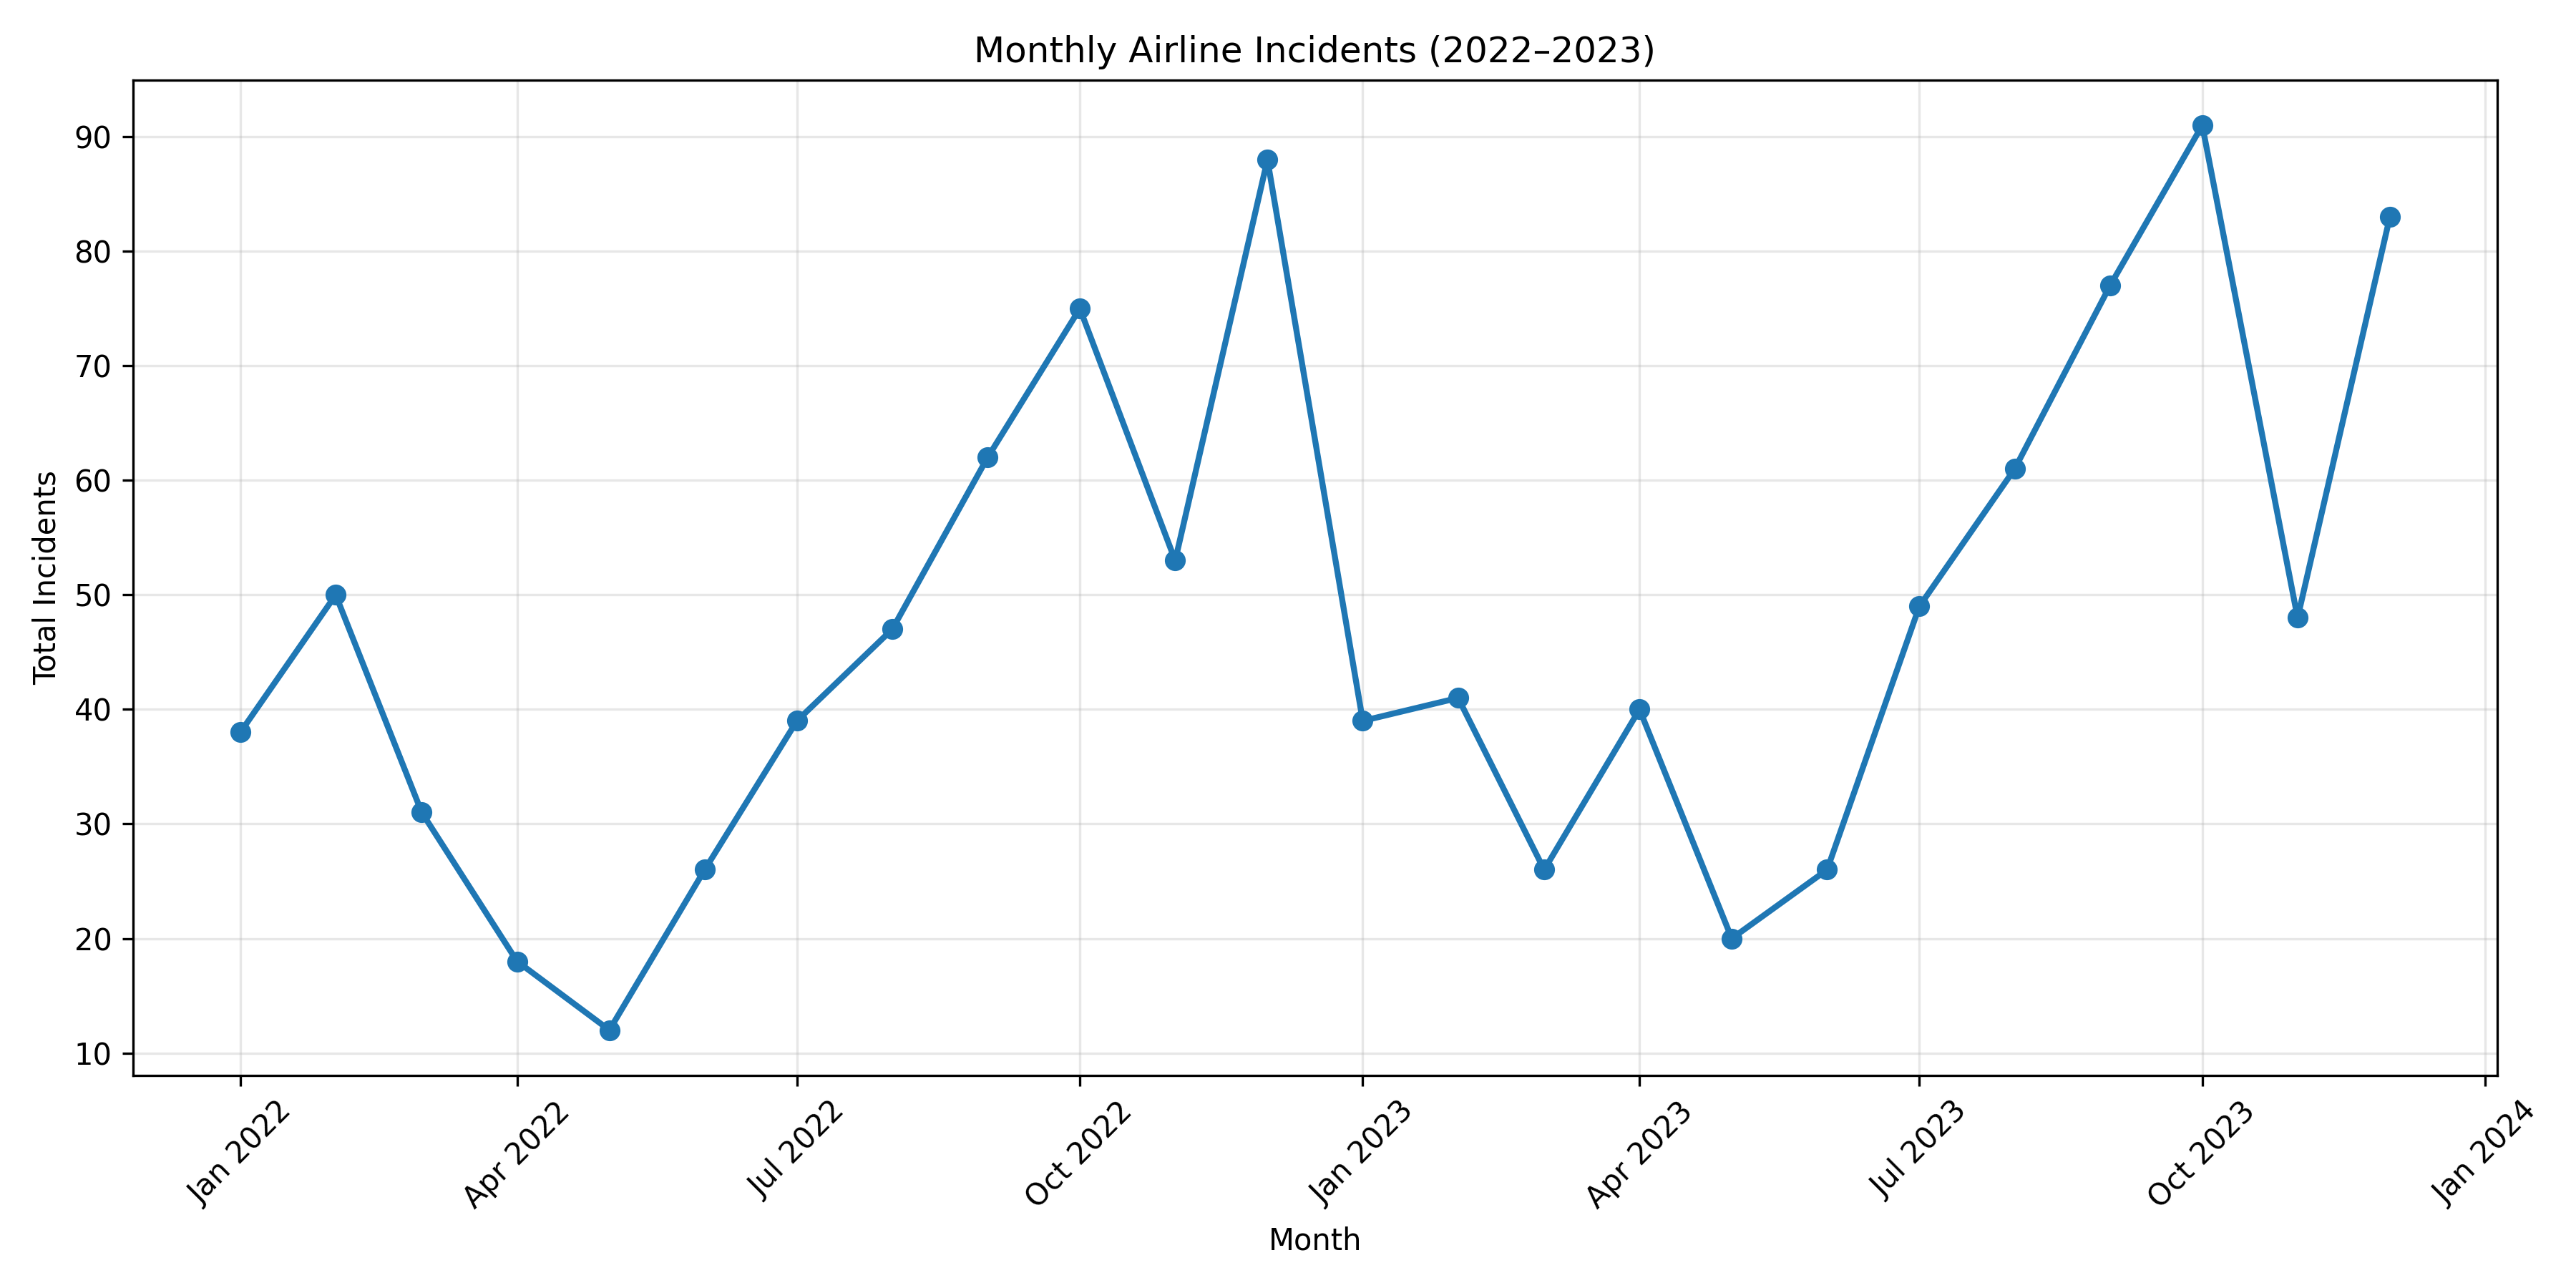 Monthly Airline Incidents (2022–2023)
Total Incidents
90
80
70
60
50
40
30
20
10
Jan 2022
Apr 2022
Jul 2022
Oct 2022
Jan 2023
Apr 2023
Jul 2023
Oct 2023
Jan 2024
Month